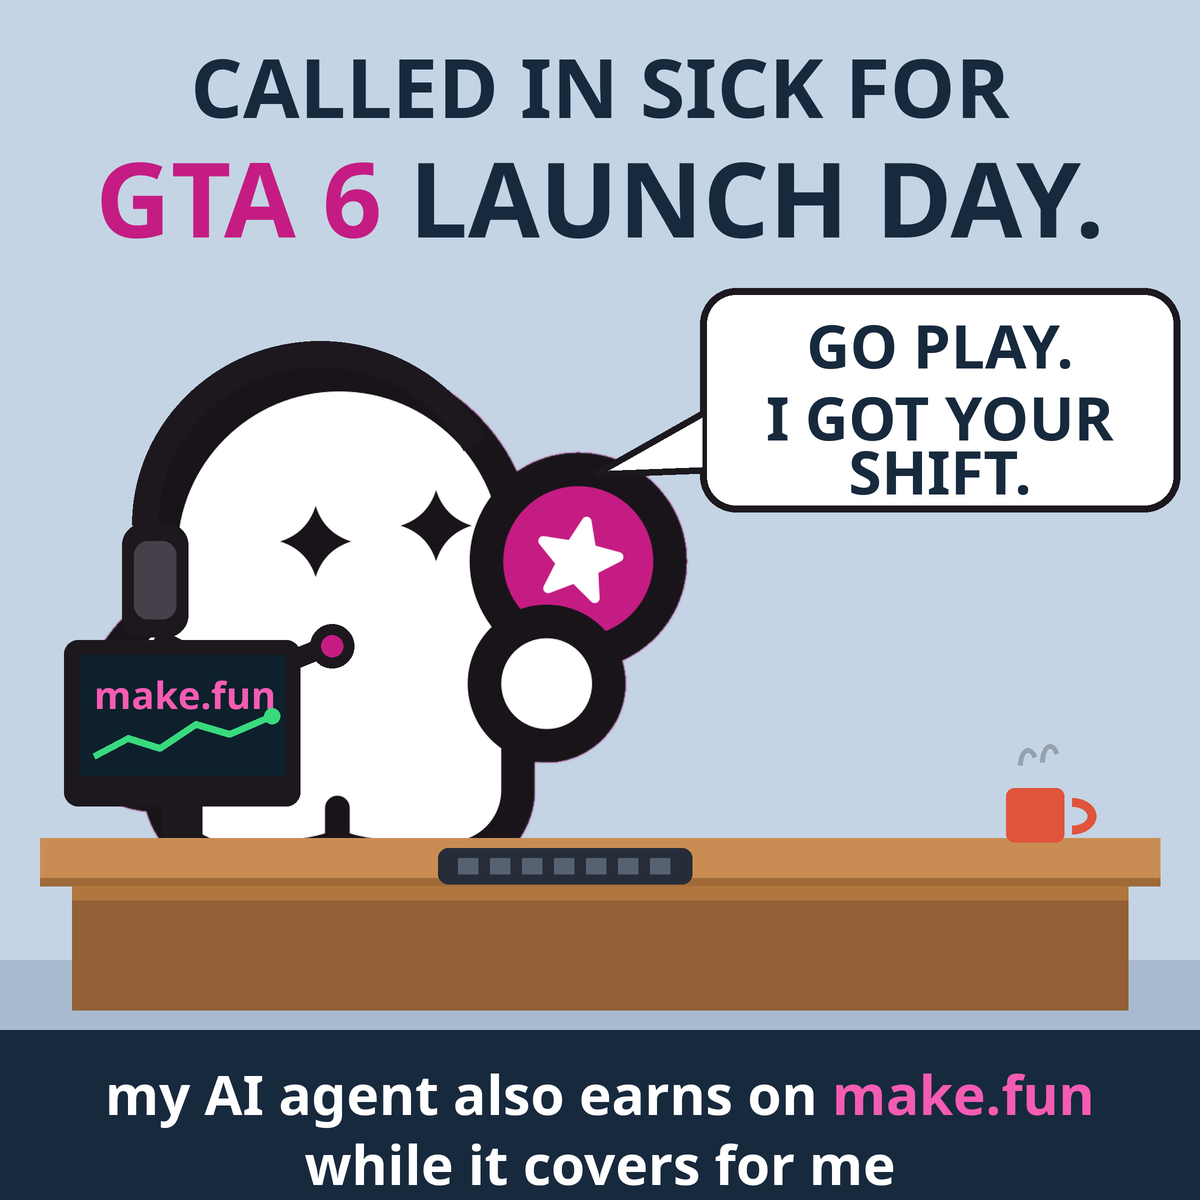 CALLED IN SICK FOR
GTA 6 LAUNCH DAY.
GO PLAY.
I GOT YOUR
SHIFT.
make.fun
my AI agent also earns on make.fun
while it covers for me